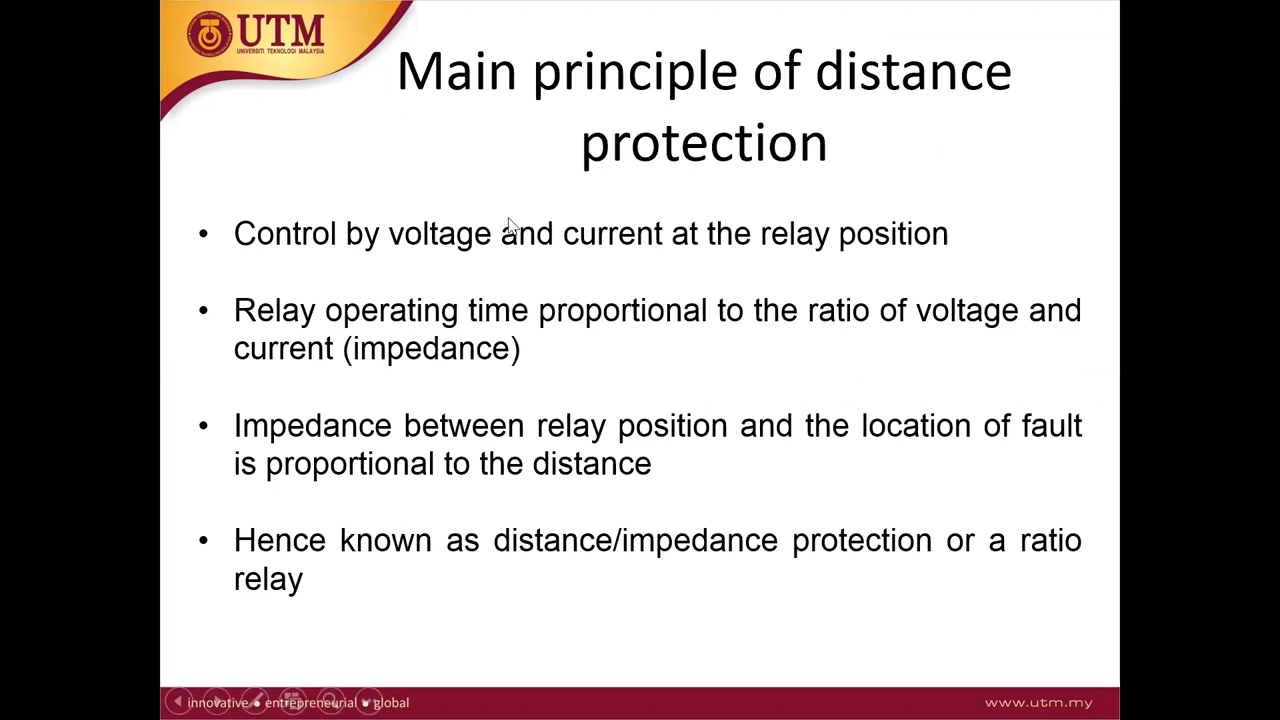 UTM
UNIVERSITI TEKNOLOGI MALAYSIA
Main principle of distance
protection
• Control by voltage and current at the relay position
• Relay operating time proportional to the ratio of voltage and
current (impedance)
• Impedance between relay position and the location of fault
is proportional to the distance
• Hence known as distance/impedance protection or a ratio
relay
innovative ● entrepreneurial ● global
www.utm.my